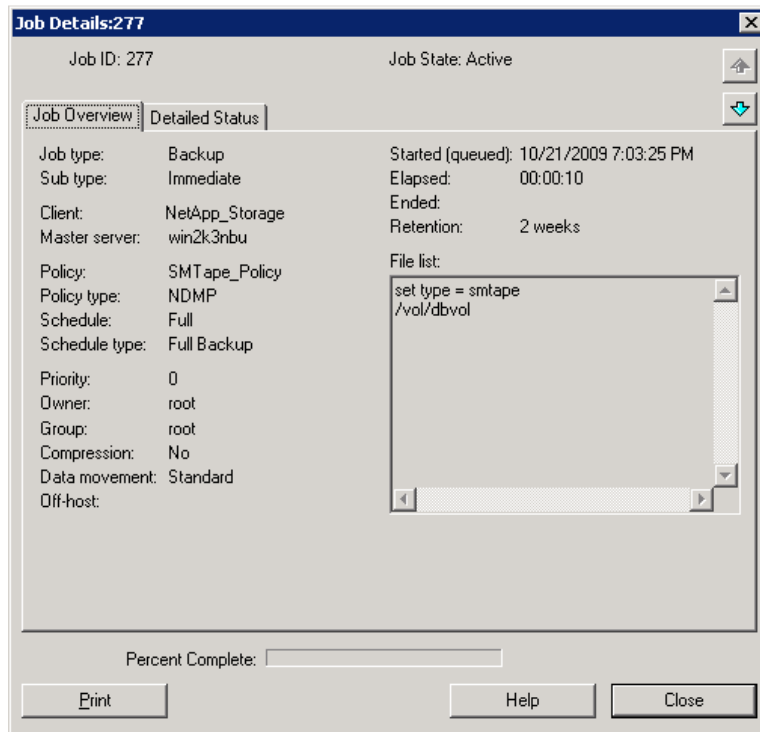 Job Details:277
Job ID: 277
Job State: Active
Job Overview
Detailed Status
Job type: Backup
Sub type: Immediate
Client: NetApp_Storage
Master server: win2k3nbu
Policy: SMTape_Policy
Policy type: NDMP
Schedule: Full
Schedule type: Full Backup
Priority: 0
Owner: root
Group: root
Compression: No
Data movement: Standard
Off-host:
Started (queued): 10/21/2009 7:03:25 PM
Elapsed: 00:00:10
Ended:
Retention: 2 weeks
File list:
set type = smtape
/vol/dbvol
Percent Complete:
Print
Help
Close